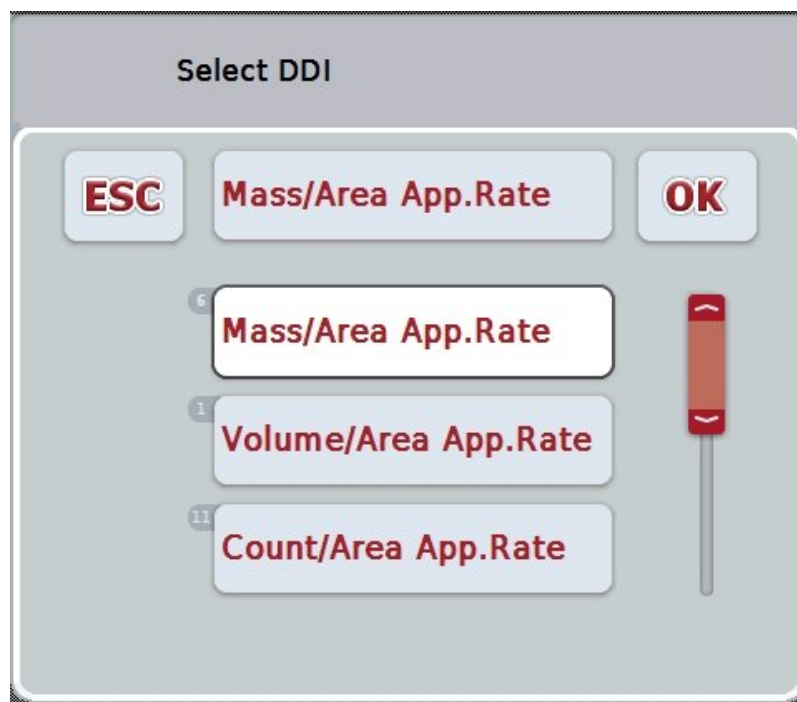 Select DDI
ESC
Mass/Area App.Rate
OK
6
Mass/Area App.Rate
1
Volume/Area App.Rate
11
Count/Area App.Rate